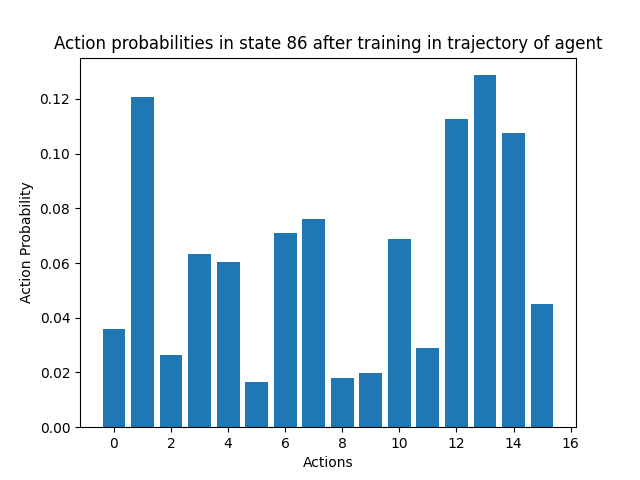 Action probabilities in state 86 after training in trajectory of agent
0.12
0.10
0.08
0.06
0.04
0.02
0.00
Action Probability
0 2 4 6 8 10 12 14 16
Actions